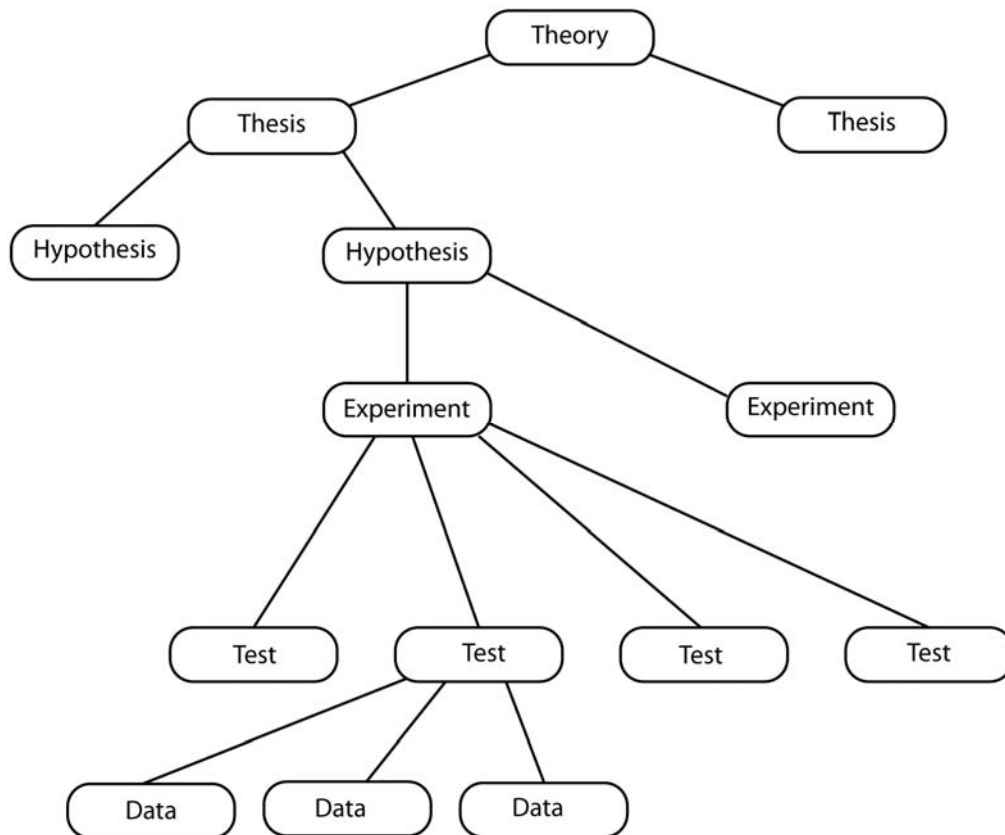 Theory
Thesis
Thesis
Hypothesis
Hypothesis
Experiment
Experiment
Test
Test
Test
Test
Data
Data
Data